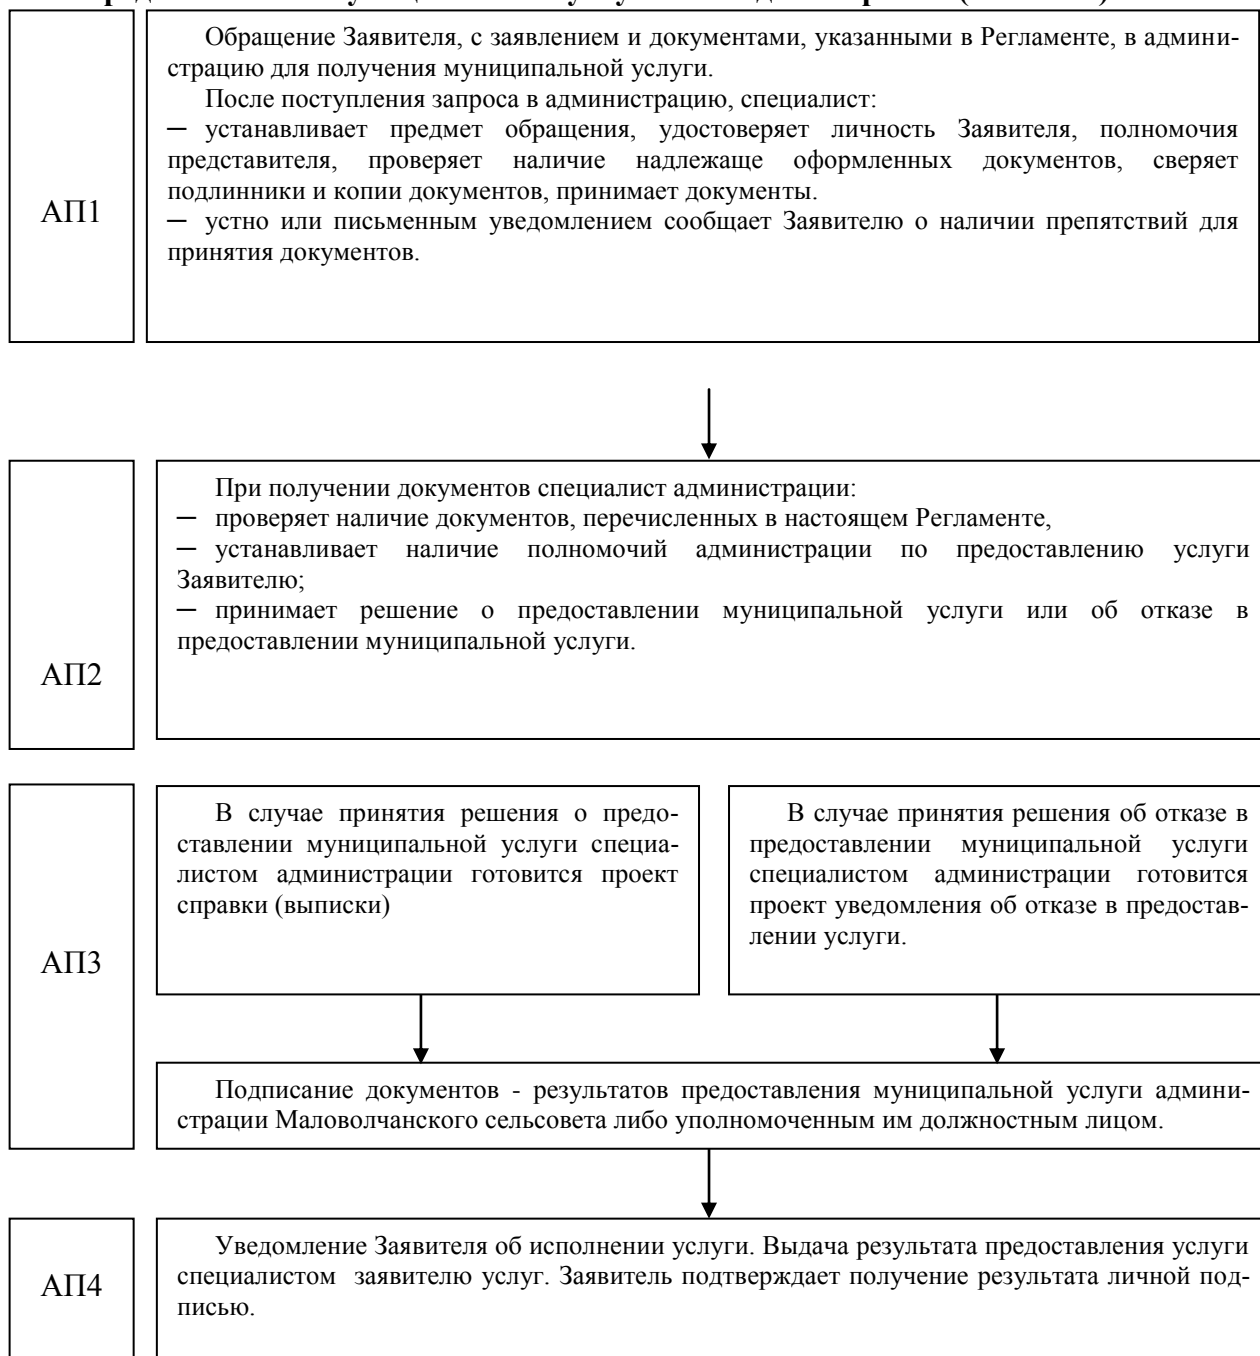 АП1
Обращение Заявителя, с заявлением и документами, указанными в Регламенте, в админи-
страцию для получения муниципальной услуги.
После поступления запроса в администрацию, специалист:
─ устанавливает предмет обращения, удостоверяет личность Заявителя, полномочия
представителя, проверяет наличие надлежаще оформленных документов, сверяет
подлинники и копии документов, принимает документы.
─ устно или письменным уведомлением сообщает Заявителю о наличии препятствий для
принятия документов.
АП2
При получении документов специалист администрации:
─ проверяет наличие документов, перечисленных в настоящем Регламенте,
─ устанавливает наличие полномочий администрации по предоставлению услуги
Заявителю;
─ принимает решение о предоставлении муниципальной услуги или об отказе в
предоставлении муниципальной услуги.
АП3
В случае принятия решения о предо-
ставлении муниципальной услуги специа-
листом администрации готовится проект
справки (выписки)
В случае принятия решения об отказе в
предоставлении муниципальной услуги
специалистом администрации готовится
проект уведомления об отказе в предостав-
лении услуги.
Подписание документов - результатов предоставления муниципальной услуги админи-
страции Маловолчанского сельсовета либо уполномоченным им должностным лицом.
АП4
Уведомление Заявителя об исполнении услуги. Выдача результата предоставления услуги
специалистом заявителю услуг. Заявитель подтверждает получение результата личной под-
писью.